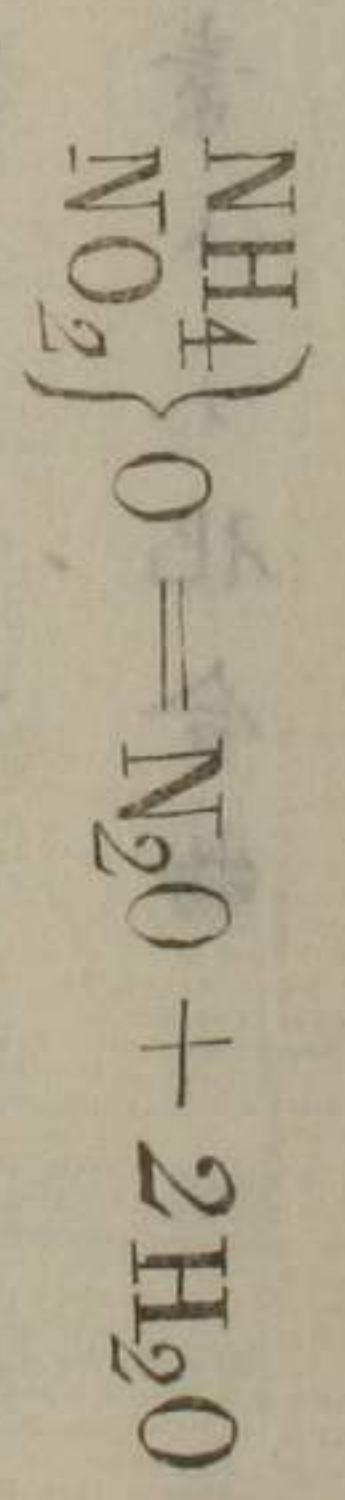 NH₄
NO₂ } O = N₂O + 2H₂O